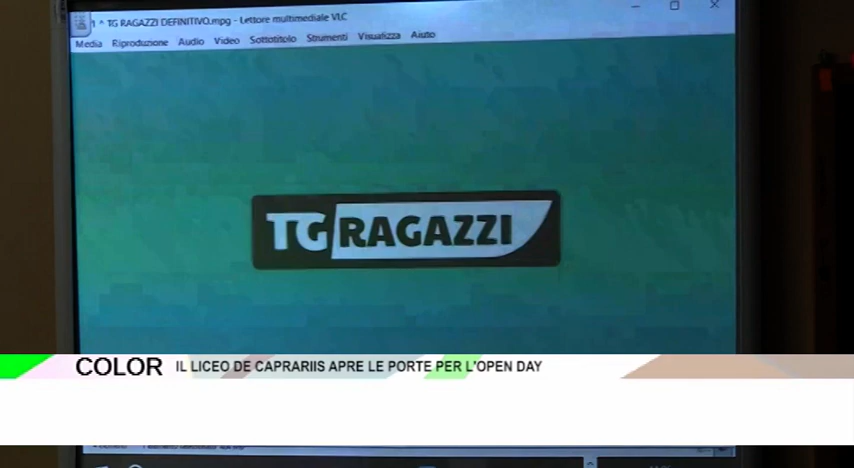 1 ^ TG RAGAZZI DEFINITIVO.mpg - Lettore multimediale VLC
Media Riproduzione Audio Video Sottotitolo Strumenti Visualizza Aiuto
TG RAGAZZI
COLOR IL LICEO DE CAPRARIIS APRE LE PORTE PER L'OPEN DAY